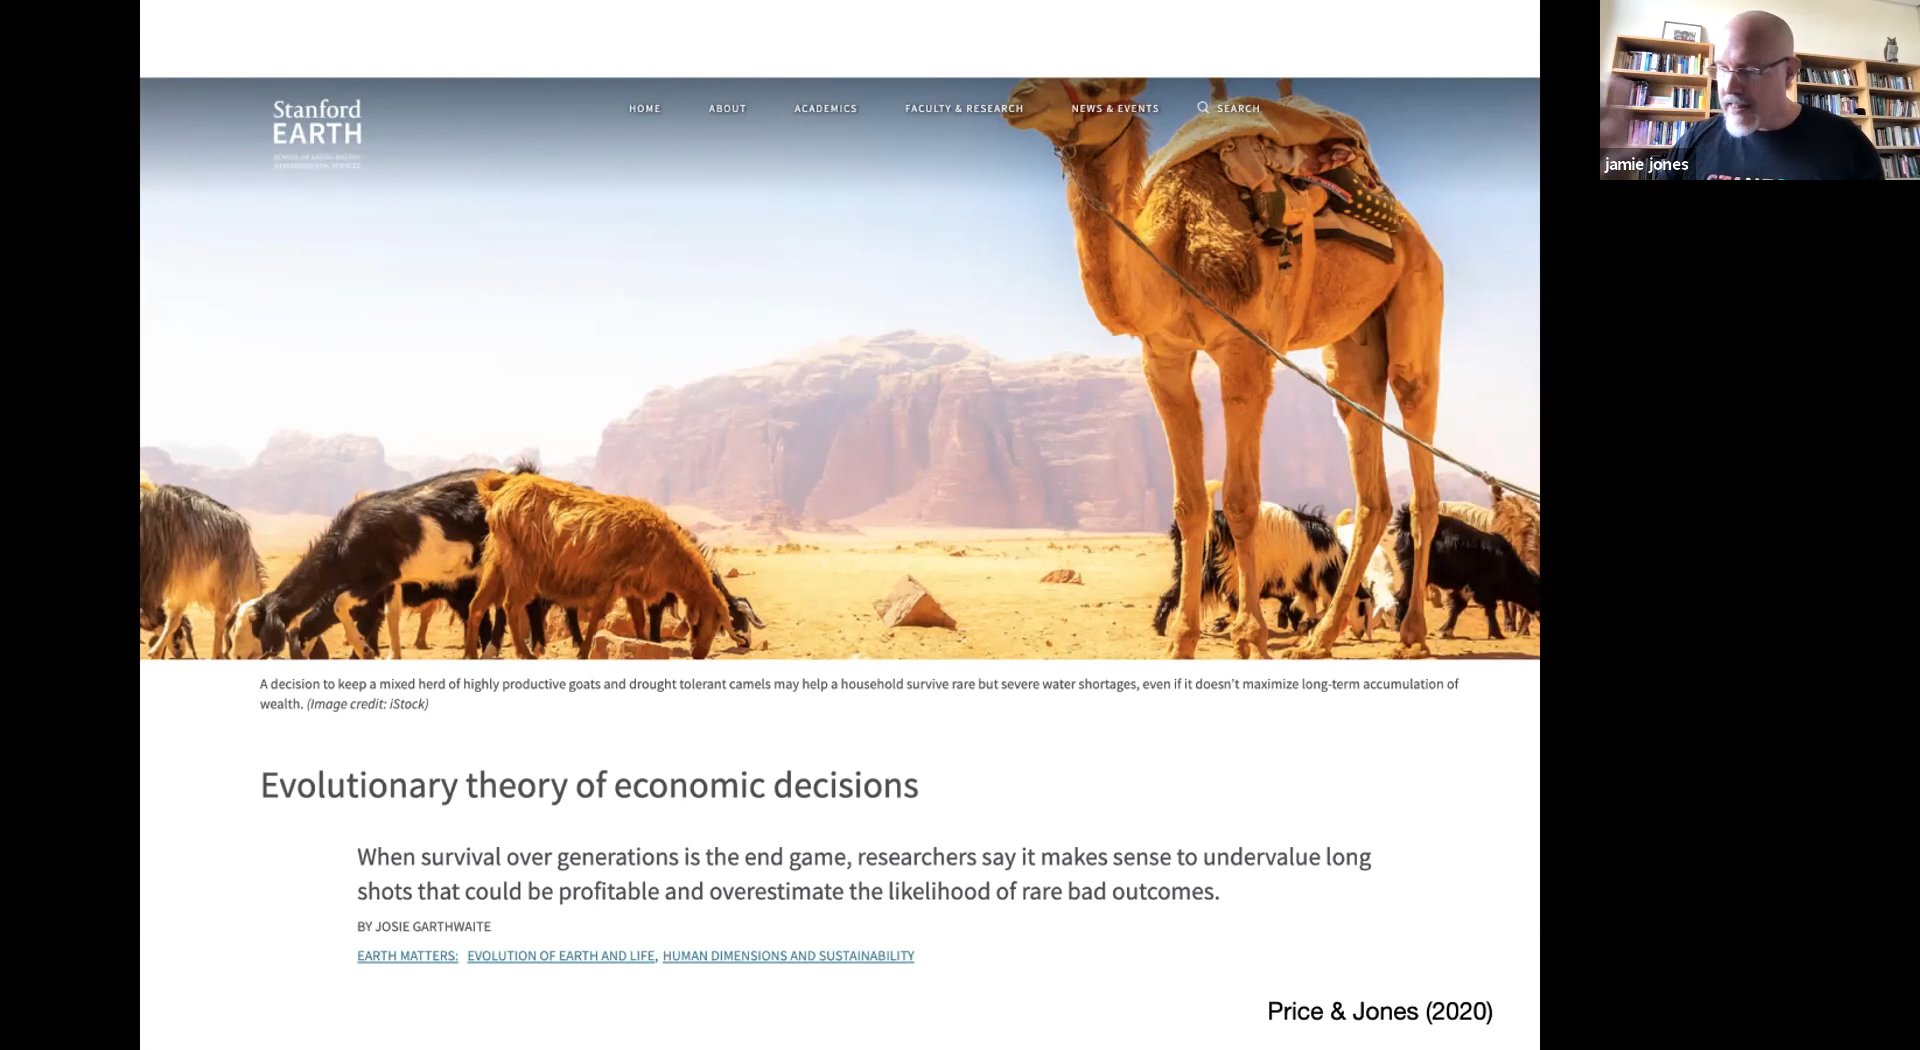 Stanford
EARTH
HOME
ABOUT
ACADEMICS
FACULTY & RESEARCH
NEWS & EVENTS
SEARCH
jamie jones
A decision to keep a mixed herd of highly productive goats and drought tolerant camels may help a household survive rare but severe water shortages, even if it doesn't maximize long-term accumulation of
wealth. (Image credit: iStock)
Evolutionary theory of economic decisions
When survival over generations is the end game, researchers say it makes sense to undervalue long
shots that could be profitable and overestimate the likelihood of rare bad outcomes.
BY JOSIE GARTHWAITE
EARTH MATTERS: EVOLUTION OF EARTH AND LIFE, HUMAN DIMENSIONS AND SUSTAINABILITY
Price & Jones (2020)